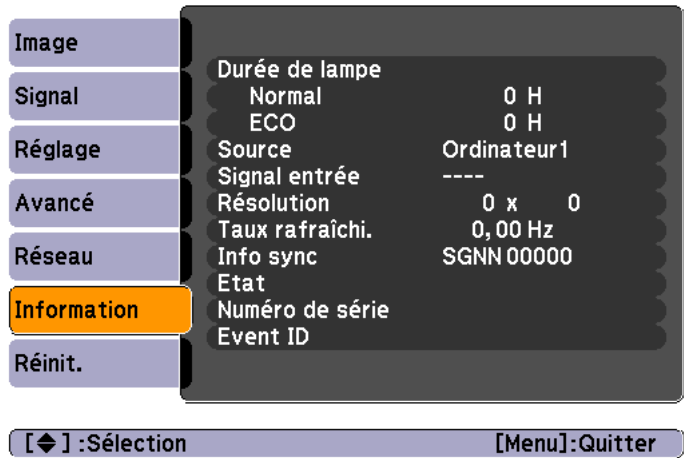 Image
Signal
Réglage
Avancé
Réseau
Information
Réinit.
Durée de lampe
Normal 0 H
ECO 0 H
Source Ordinateur1
Signal entrée ----
Résolution 0 x 0
Taux rafraîchi. 0,00 Hz
Info sync SGNN 00000
Etat
Numéro de série
Event ID
[◆] :Sélection [Menu]:Quitter